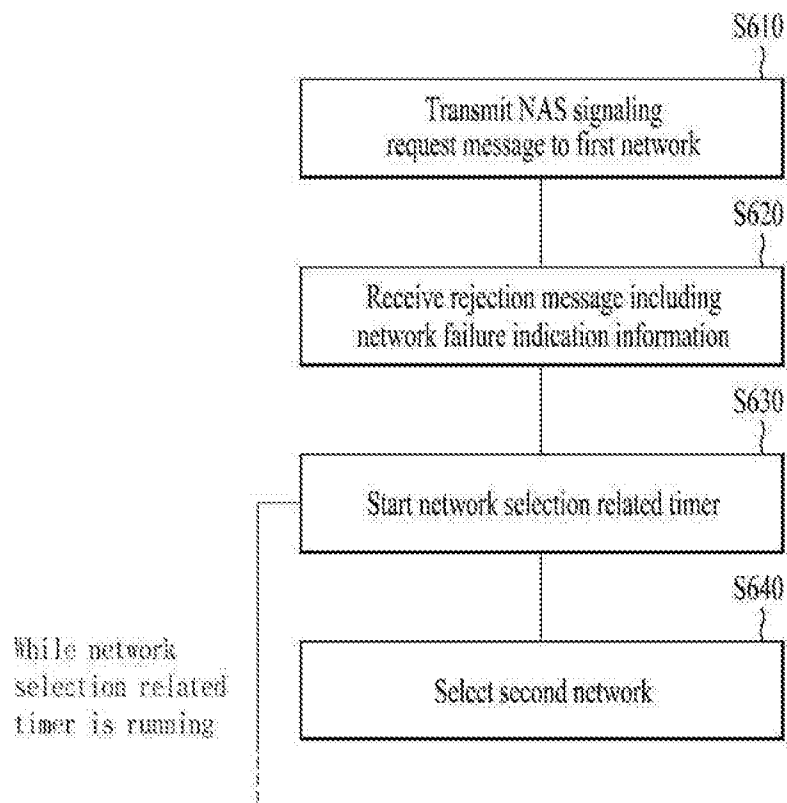 S610
Transmit NAS signaling
request message to first network
S620
Receive rejection message including
network failure indication information
S630
Start network selection related timer
S640
Select second network
While network
selection related
timer is running